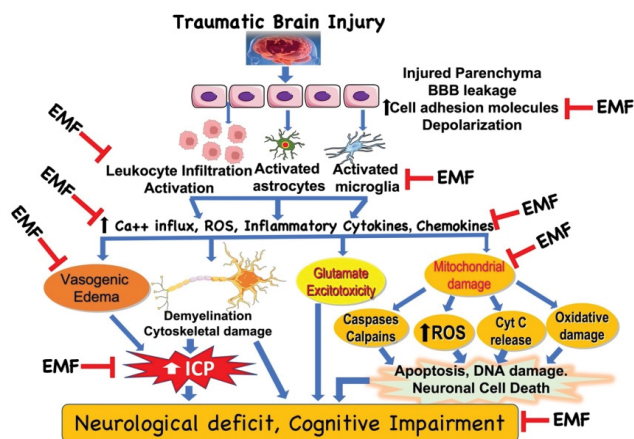 Traumatic Brain Injury
Injured Parenchyma
BBB leakage
Cell adhesion molecules
Depolarization
EMF
EMF
Leukocyte Infiltration
Activation
Activated
astrocytes
Activated
microglia
EMF
EMF
Ca++ influx, ROS, Inflammatory Cytokines, Chemokines
EMF
EMF
EMF
Vasogenic
Edema
Demyelination
Cytoskeletal damage
Glutamate
Excitotoxicity
Mitochondrial
damage
Caspases
Calpains
ROS
Cyt C
release
Oxidative
damage
EMF
ICP
Apoptosis, DNA damage.
Neuronal Cell Death
Neurological deficit, Cognitive Impairment
EMF